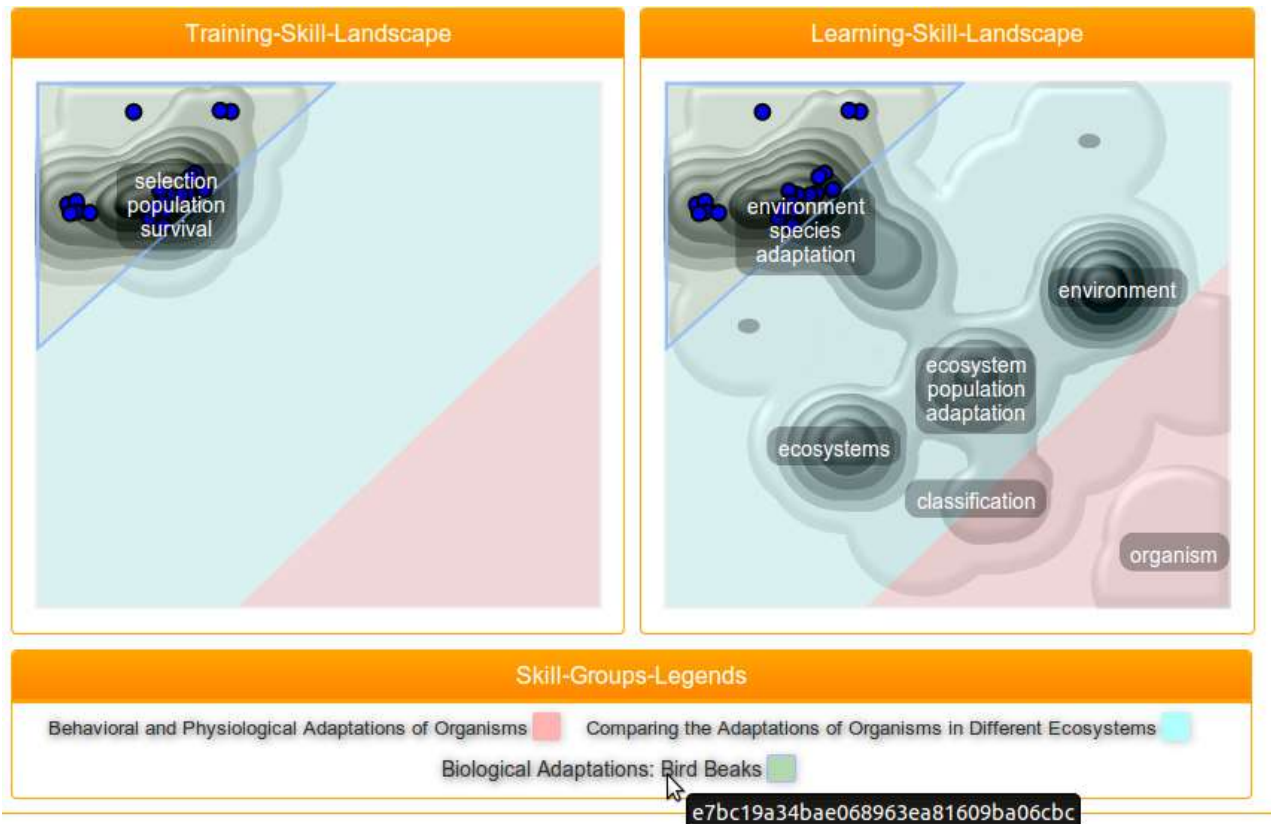 Training-Skill-Landscape
selection
population
survival
Learning-Skill-Landscape
environment
species
adaptation
environment
ecosystem
population
adaptation
ecosystems
classification
organism
Skill-Groups-Legends
Behavioral and Physiological Adaptations of Organisms
Comparing the Adaptations of Organisms in Different Ecosystems
Biological Adaptations: Bird Beaks
e7bc19a34bae068963ea81609ba06cbc